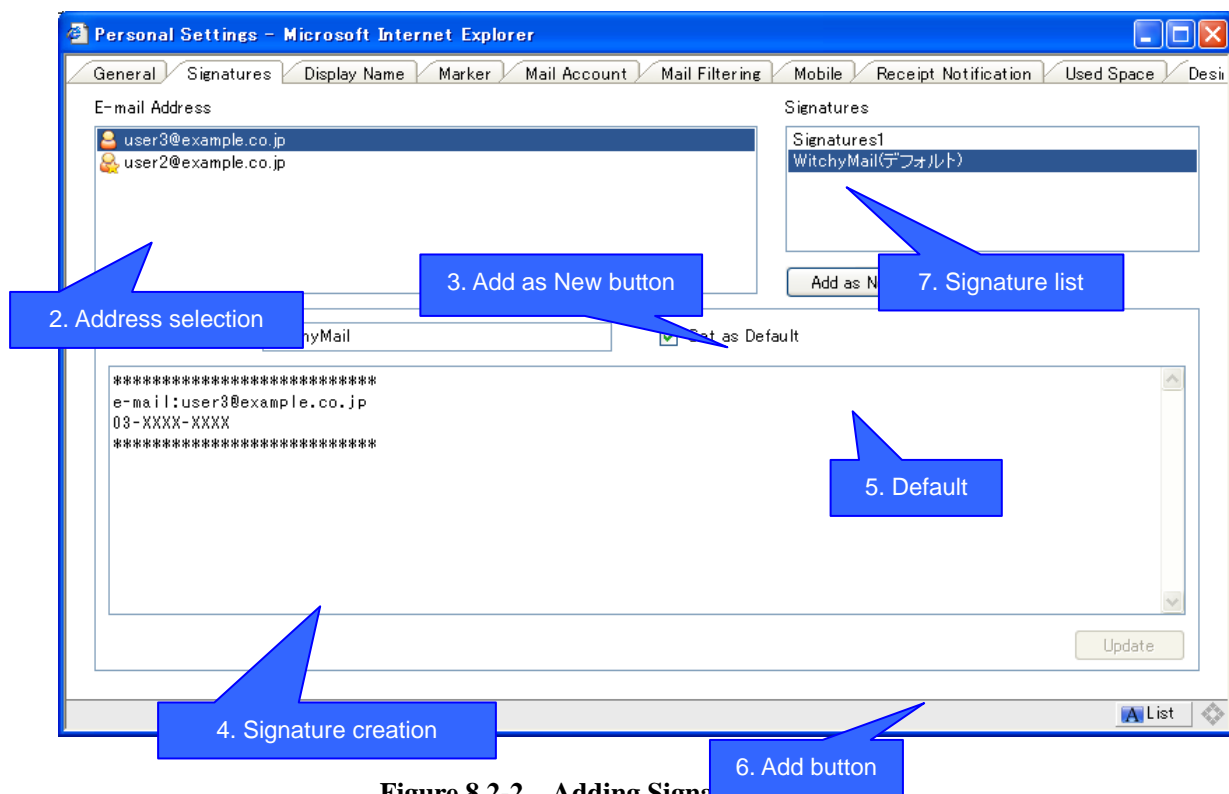 Personal Settings - Microsoft Internet Explorer
General Signatures Display Name Marker Mail Account Mail Filtering Mobile Receipt Notification Used Space
E-mail Address Signatures
user3@example.co.jp
user2@example.co.jp
Signatures1
WitchyMail(デフォルト)
3. Add as New button
Add as
7. Signature list
2. Address selection
Set as Default
**************************
e-mail:user3@example.co.jp
03-XXXX-XXXX
**************************
5. Default
Update
4. Signature creation
A List
6. Add button
Figure 8.2-2 Adding